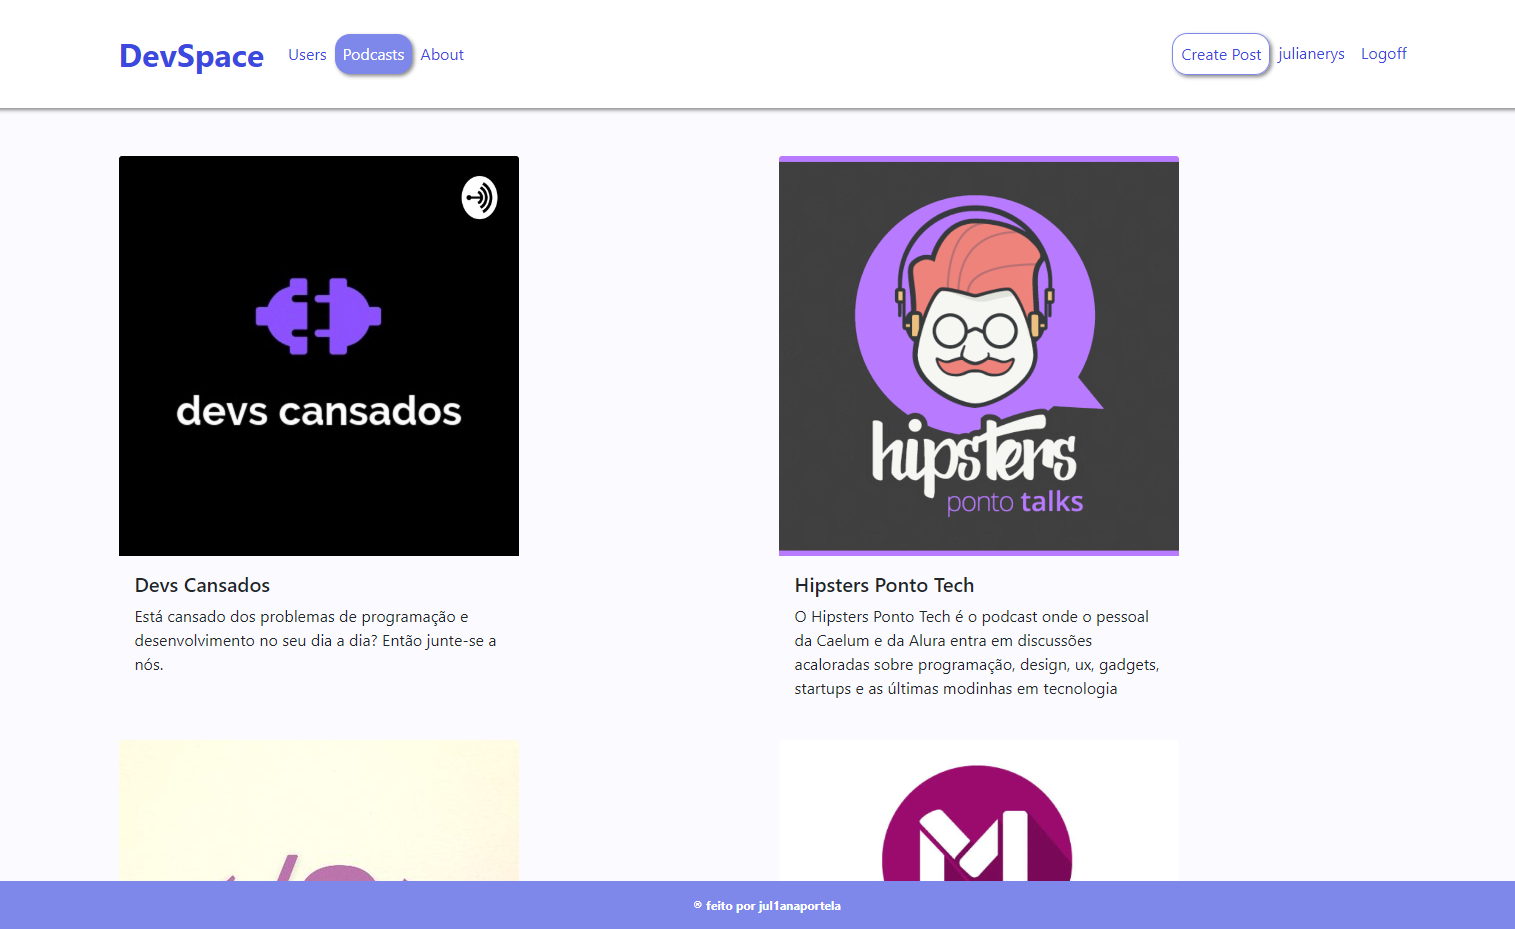 DevSpace Users Podcasts About Create Post julianerys Logoff
devs cansados
hipsters
ponto talks
Devs Cansados
Está cansado dos problemas de programação e
desenvolvimento no seu dia a dia? Então junte-se a
nós.
Hipsters Ponto Tech
O Hipsters Ponto Tech é o podcast onde o pessoal
da Caelum e da Alura entra em discussões
acaloradas sobre programação, design, ux, gadgets,
startups e as últimas modinhas em tecnologia
M
® feito por jul1anaportela